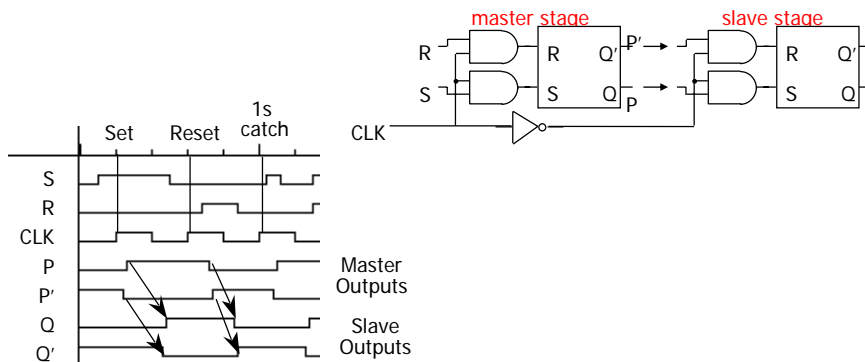 master stage
slave stage
R
R
Q'
P'
R
Q'
S
S
Q
P
S
Q
CLK
1s
catch
Set
Reset
S
R
CLK
P
P'
Q
Q'
Master
Outputs
Slave
Outputs